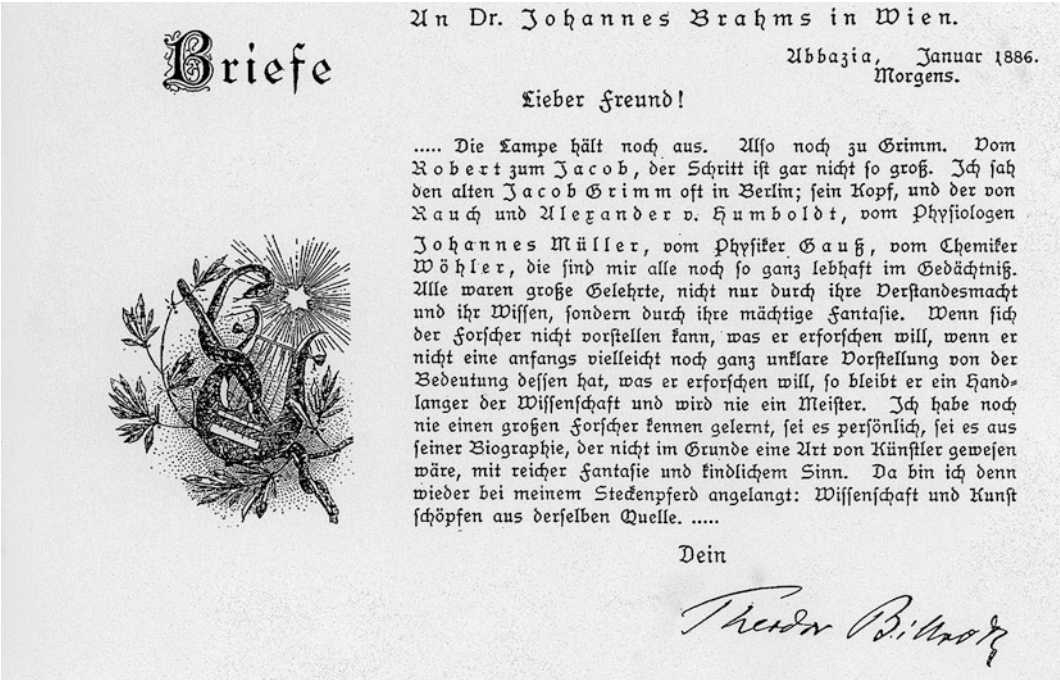 Briefe
An Dr. Johannes Brahms in Wien.
Abbazia, Januar 1886.
Morgens.
Lieber Freund!
..... Die Lampe hält noch aus. Also noch zu Grimm. Vom
Robert zum Jacob, der Schritt ist gar nicht so groß. Ich sah
den alten Jacob Grimm oft in Berlin; sein Kopf, und der von
Rauch und Alexander v. Humboldt, vom Physiologen
Johannes Müller, vom Physiker Gauß, vom Chemiker
Wöhler, die sind mir alle noch so ganz lebhaft im Gedächtniß.
Alle waren große Gelehrte, nicht nur durch ihre Verstandesmacht
und ihr Wissen, sondern durch ihre mächtige Fantasie. Wenn sich
der Forscher nicht vorstellen kann, was er erforschen will, wenn er
nicht eine anfangs vielleicht noch ganz unklare Vorstellung von der
Bedeutung dessen hat, was er erforschen will, so bleibt er ein Hand-
langer der Wissenschaft und wird nie ein Meister. Ich habe noch
nie einen großen Forscher kennen gelernt, sei es persönlich, sei es aus
seiner Biographie, der nicht im Grunde eine Art von Künstler gewesen
wäre, mit reicher Fantasie und kindlichem Sinn. Da bin ich denn
wieder bei meinem Steckenpferd angelangt: Wissenschaft und Kunst
schöpfen aus derselben Quelle. .....
Dein
Theodor Billroth